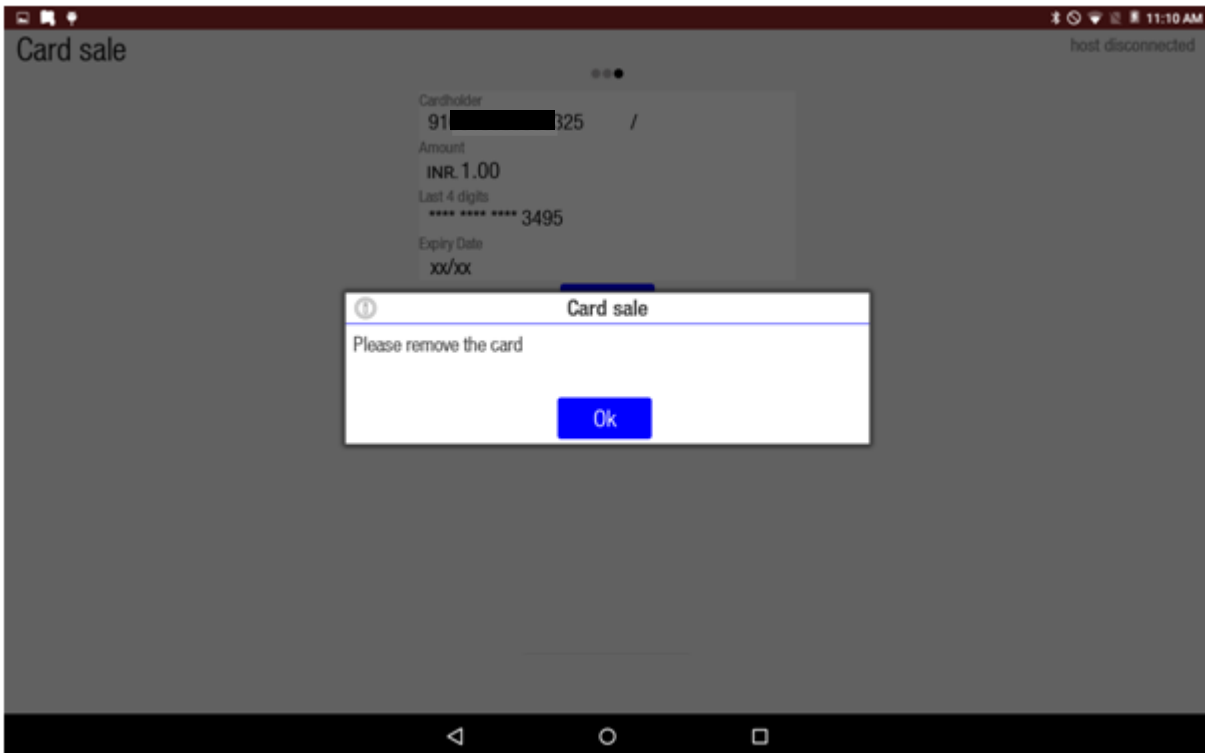 11:10 AM
Card sale
host disconnected
Cardholder
91 325 /
Amount
INR. 1.00
Last 4 digits
**** **** **** 3495
Expiry Date
xx/xx
Card sale
Please remove the card
Ok